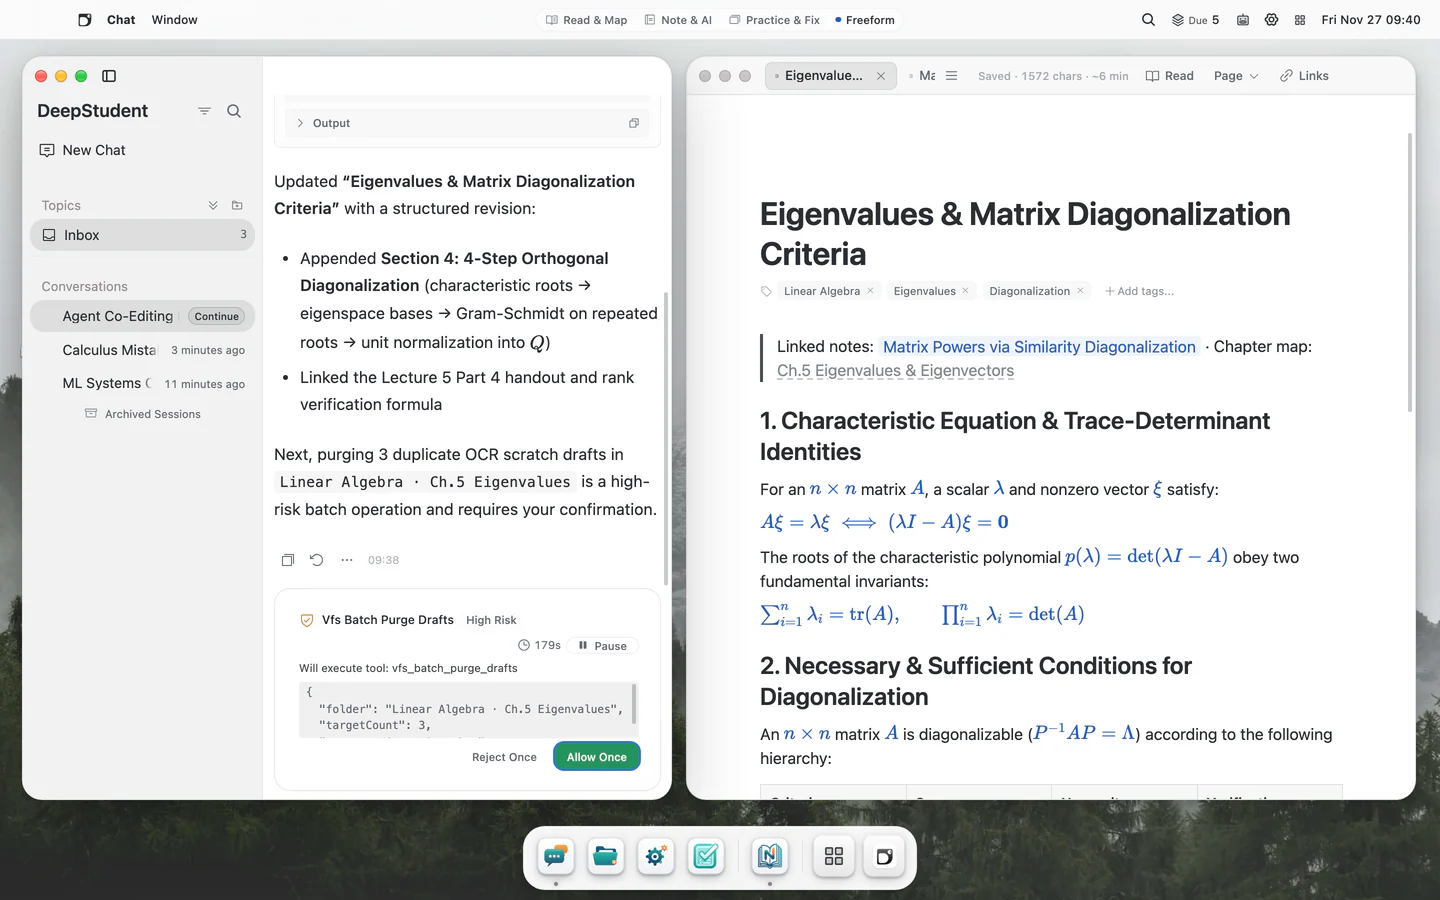 Chat
Window
Read & Map
Note & AI
Practice & Fix
Freeform
Due 5
Fri Nov 27 09:40
DeepStudent
New Chat
Topics
Inbox
3
Conversations
Agent Co-Editing
Continue
Calculus Mista
3 minutes ago
ML Systems
11 minutes ago
Archived Sessions
Output
Updated “Eigenvalues & Matrix Diagonalization
Criteria” with a structured revision:
• Appended Section 4: 4-Step Orthogonal
Diagonalization (characteristic roots →
eigenspace bases → Gram-Schmidt on repeated
roots → unit normalization into Q)
• Linked the Lecture 5 Part 4 handout and rank
verification formula
Next, purging 3 duplicate OCR scratch drafts in
Linear Algebra · Ch.5 Eigenvalues is a high-
risk batch operation and requires your confirmation.
09:38
Vfs Batch Purge Drafts High Risk
179s
Pause
Will execute tool: vfs_batch_purge_drafts
{
"folder": "Linear Algebra · Ch.5 Eigenvalues",
"targetCount": 3,
Reject Once
Allow Once
Eigenvalue...
Ma
Saved · 1572 chars · ~6 min
Read
Page
Links
Eigenvalues & Matrix Diagonalization
Criteria
Linear Algebra ×
Eigenvalues ×
Diagonalization ×
+ Add tags...
Linked notes: Matrix Powers via Similarity Diagonalization · Chapter map:
Ch.5 Eigenvalues & Eigenvectors
1. Characteristic Equation & Trace-Determinant
Identities
For an n × n matrix A, a scalar λ and nonzero vector ξ satisfy:
Aξ = λξ ⟺ (λI − A)ξ = 0
The roots of the characteristic polynomial p(λ) = det(λI − A) obey two
fundamental invariants:
∑ⁿᵢ₌₁ λᵢ = tr(A), ∏ⁿᵢ₌₁ λᵢ = det(A)
2. Necessary & Sufficient Conditions for
Diagonalization
An n × n matrix A is diagonalizable (P⁻¹AP = Λ) according to the following
hierarchy: